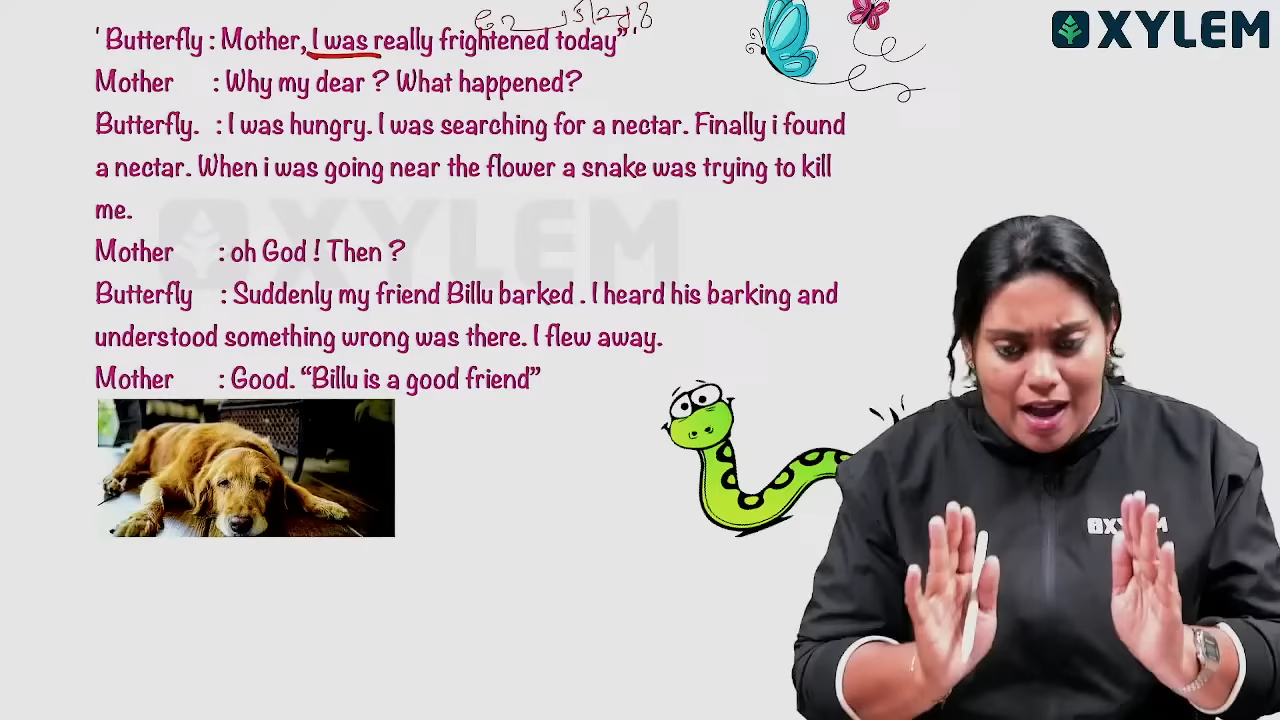 XYLEM
' Butterfly : Mother, I was really frightened today” '
Mother : Why my dear ? What happened?
Butterfly. : I was hungry. I was searching for a nectar. Finally i found
a nectar. When i was going near the flower a snake was trying to kill
me.
Mother : oh God ! Then ?
Butterfly : Suddenly my friend Billu barked . I heard his barking and
understood something wrong was there. I flew away.
Mother : Good. “Billu is a good friend”
XYLEM
XYLEM